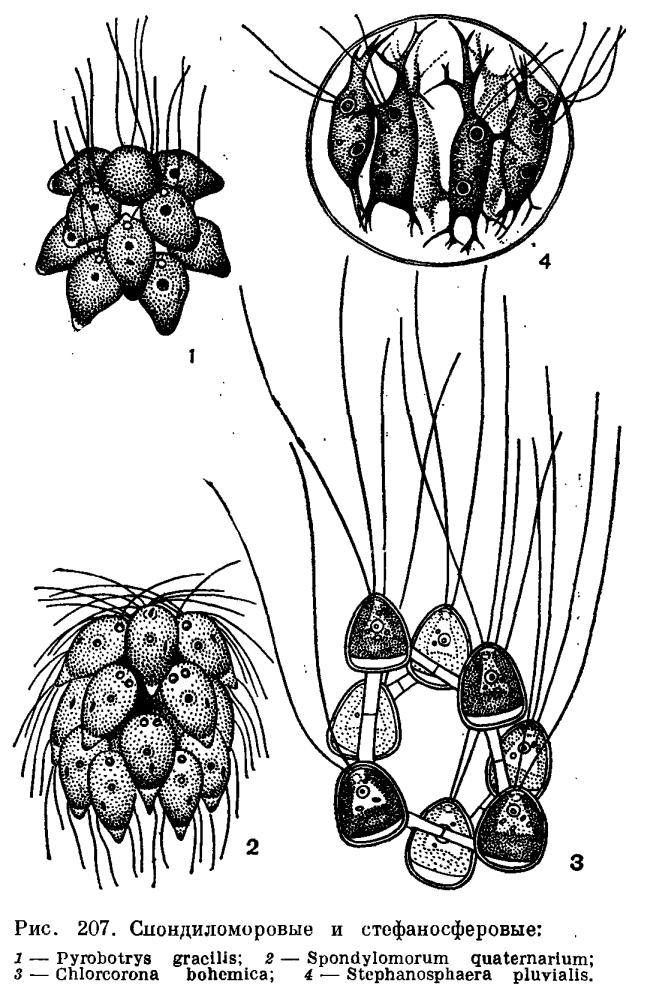 4
1
2
3
Рис. 207. Спондиломоровые и стефаносферовые:
1 — Pyrobotrys gracilis; 2 — Spondylomorum quaternarium;
3 — Chlorcorona bohemica; 4 — Stephanosphaera pluvialis.